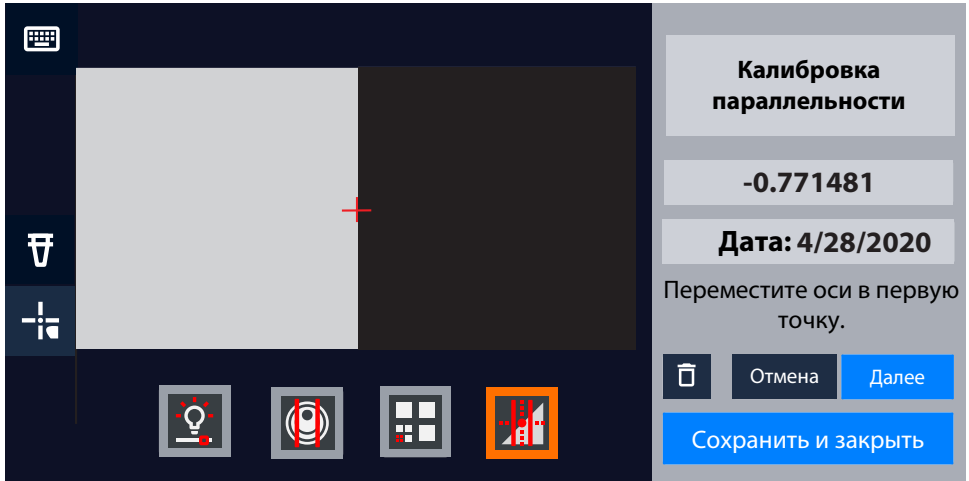 Калибровка
параллельности
-0.771481
Дата: 4/28/2020
Переместите оси в первую
точку.
Отмена
Далее
Сохранить и закрыть